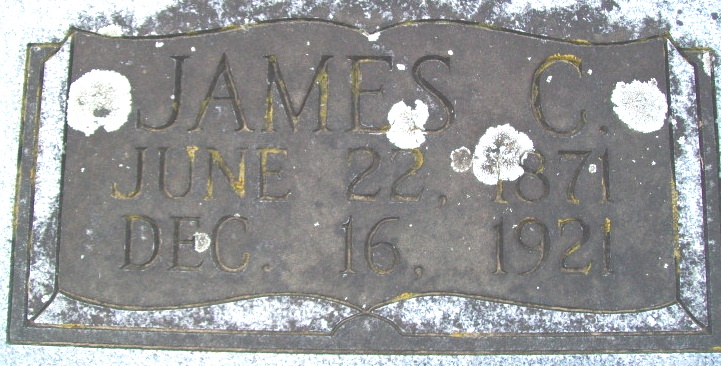 JAMES C.
JUNE 22, 1871
DEC. 16, 1921